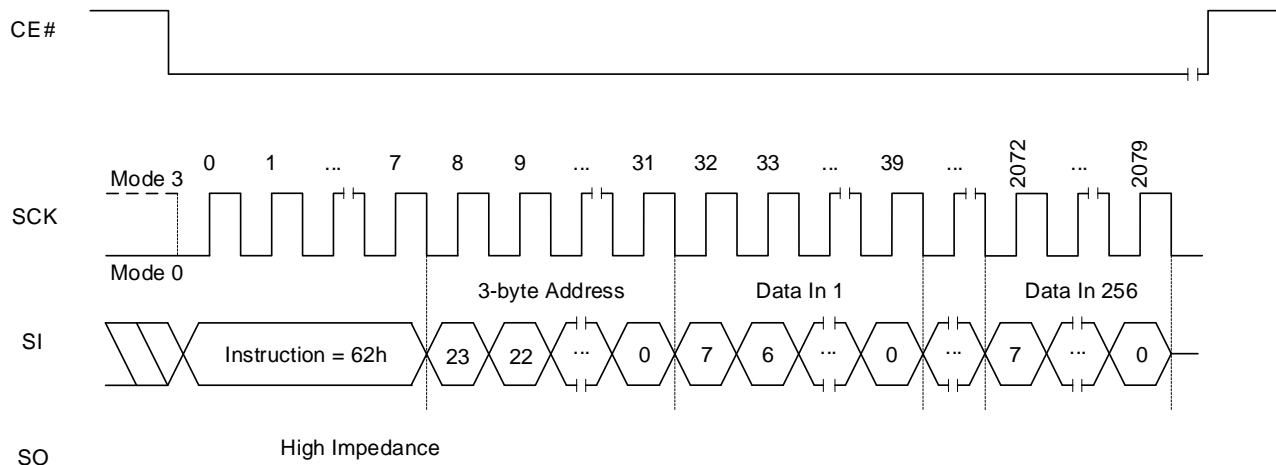 CE#
0 1 ... 7 8 9 ... 31 32 33 ... 39 ... 2072 ... 2079
Mode 3
SCK
Mode 0
3-byte Address Data In 1 Data In 256
SI Instruction = 62h 23 22 ... 0 7 6 ... 0 ... 7 ... 0
High Impedance
SO